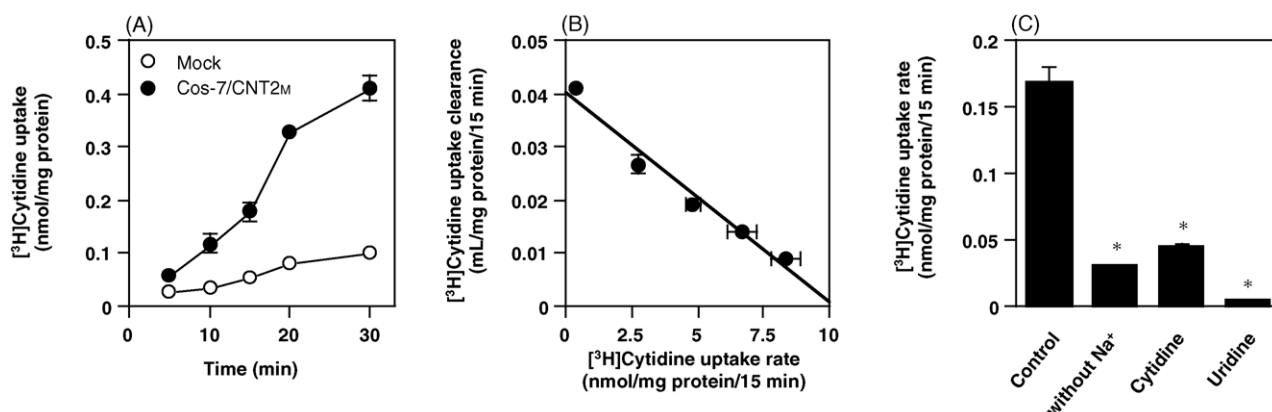 (A)
[³H]Cytidine uptake
(nmol/mg protein)
0.5
0.4
0.3
0.2
0.1
0
Mock
Cos-7/CNT2M
10
20
30
Time (min)
(B)
[³H]Cytidine uptake clearance
(mL/mg protein/15 min)
0.05
0.04
0.03
0.02
0.01
0
0
2.5
5
7.5
10
[³H]Cytidine uptake rate
(nmol/mg protein/15 min)
(C)
[³H]Cytidine uptake rate
(nmol/mg protein/15 min)
0.2
0.15
0.1
0.05
0
*
*
*
Control
without Na⁺
Cytidine
Uridine